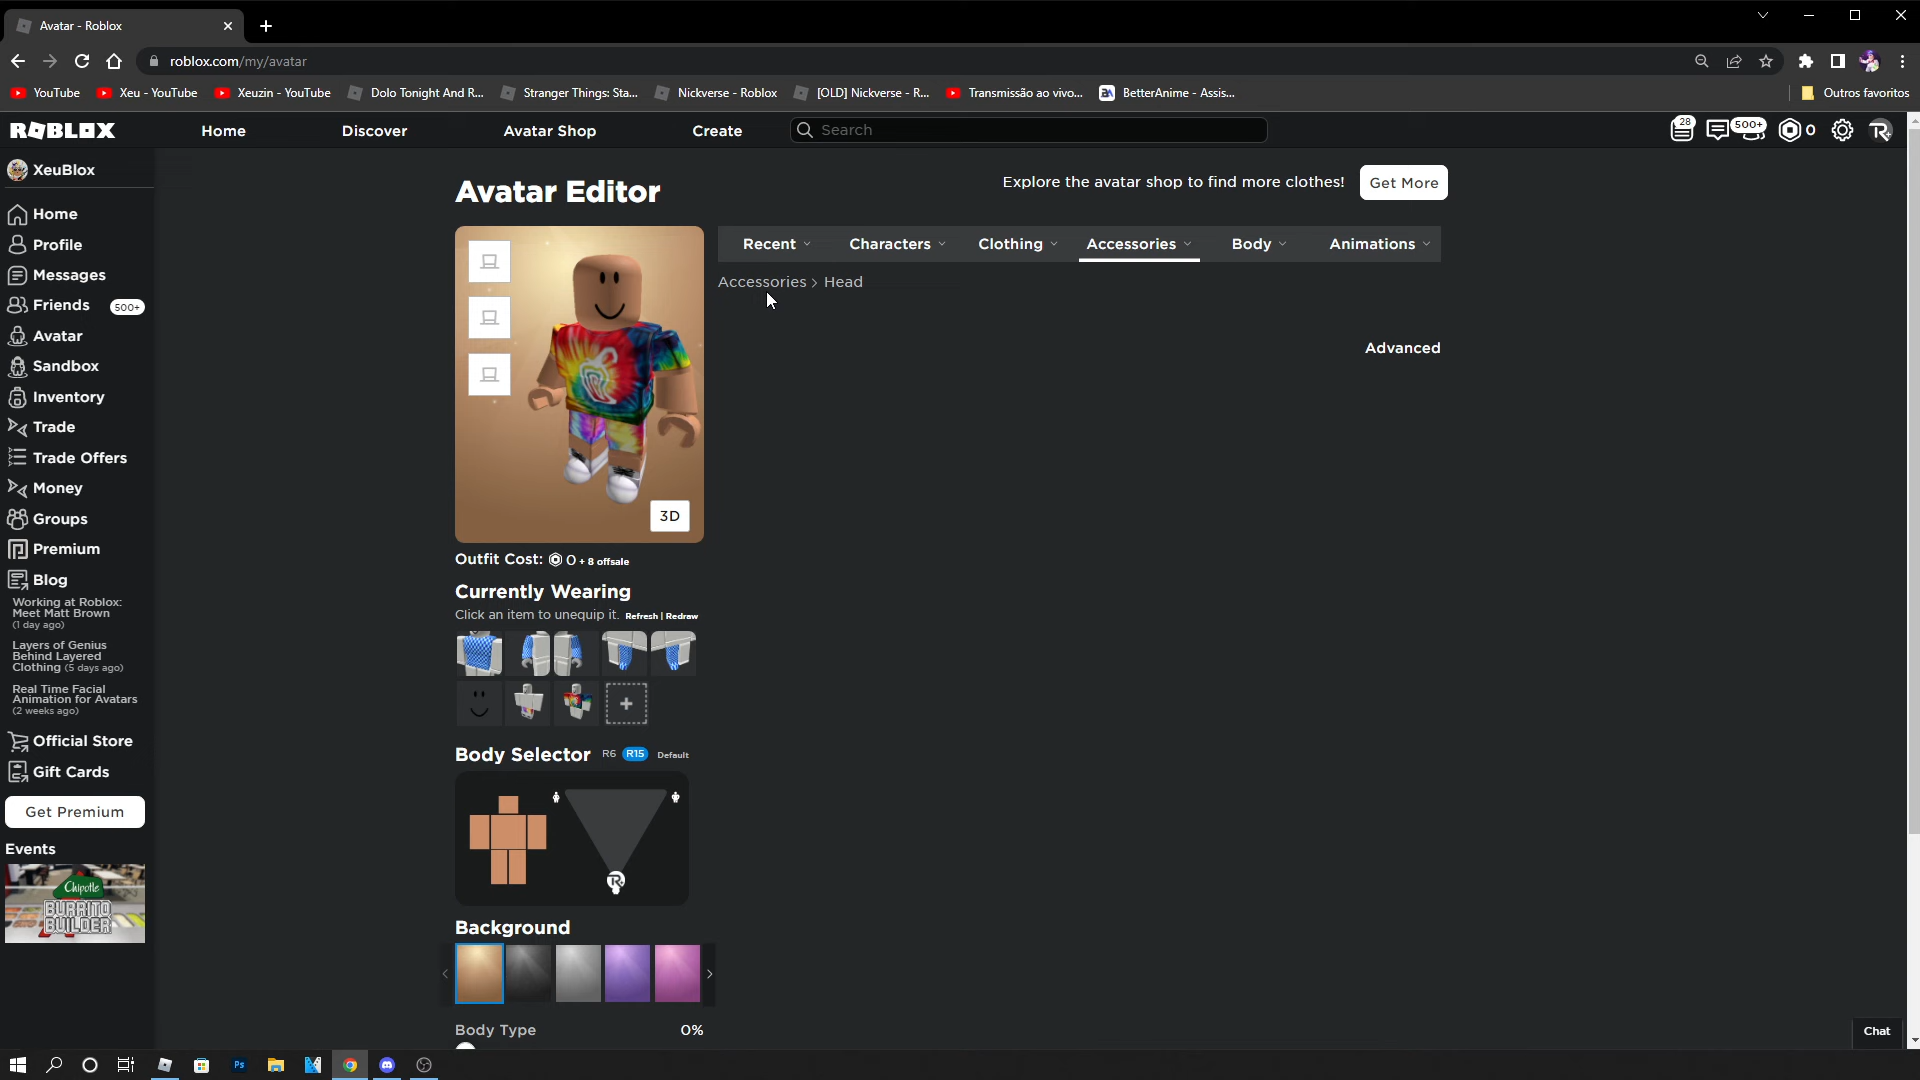 Avatar - Roblox
roblox.com/my/avatar
YouTube
Xeu - YouTube
Xeuzin - YouTube
Dolo Tonight And R...
Stranger Things: Sta...
Nickverse - Roblox
[OLD] Nickverse - R...
Transmissão ao vivo...
BetterAnime - Assis...
Outros favoritos
ROBLOX
Home
Discover
Avatar Shop
Create
Search
28
500+
0
XeuBlox
Home
Profile
Messages
Friends 500+
Avatar
Sandbox
Inventory
Trade
Trade Offers
Money
Groups
Premium
Blog
Working at Roblox:
Meet Matt Brown
(1 day ago)
Layers of Genius
Behind Layered
Clothing (5 days ago)
Real Time Facial
Animation for Avatars
(2 weeks ago)
Official Store
Gift Cards
Get Premium
Events
Chipotle
BURRITO
BUILDER
Avatar Editor
Explore the avatar shop to find more clothes!
Get More
3D
Recent
Characters
Clothing
Accessories
Body
Animations
Accessories > Head
Advanced
Outfit Cost: 0 + 8 offsale
Currently Wearing
Click an item to unequip it. Refresh | Redraw
Body Selector R6 R15 Default
Background
Body Type 0%
Chat
Ps